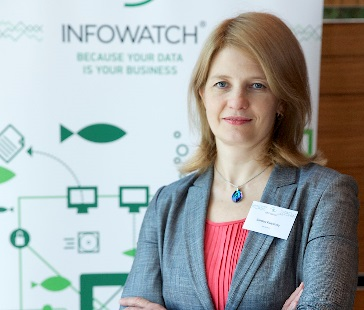 INFOWATCH®
BECAUSE YOUR DATA
IS YOUR BUSINESS